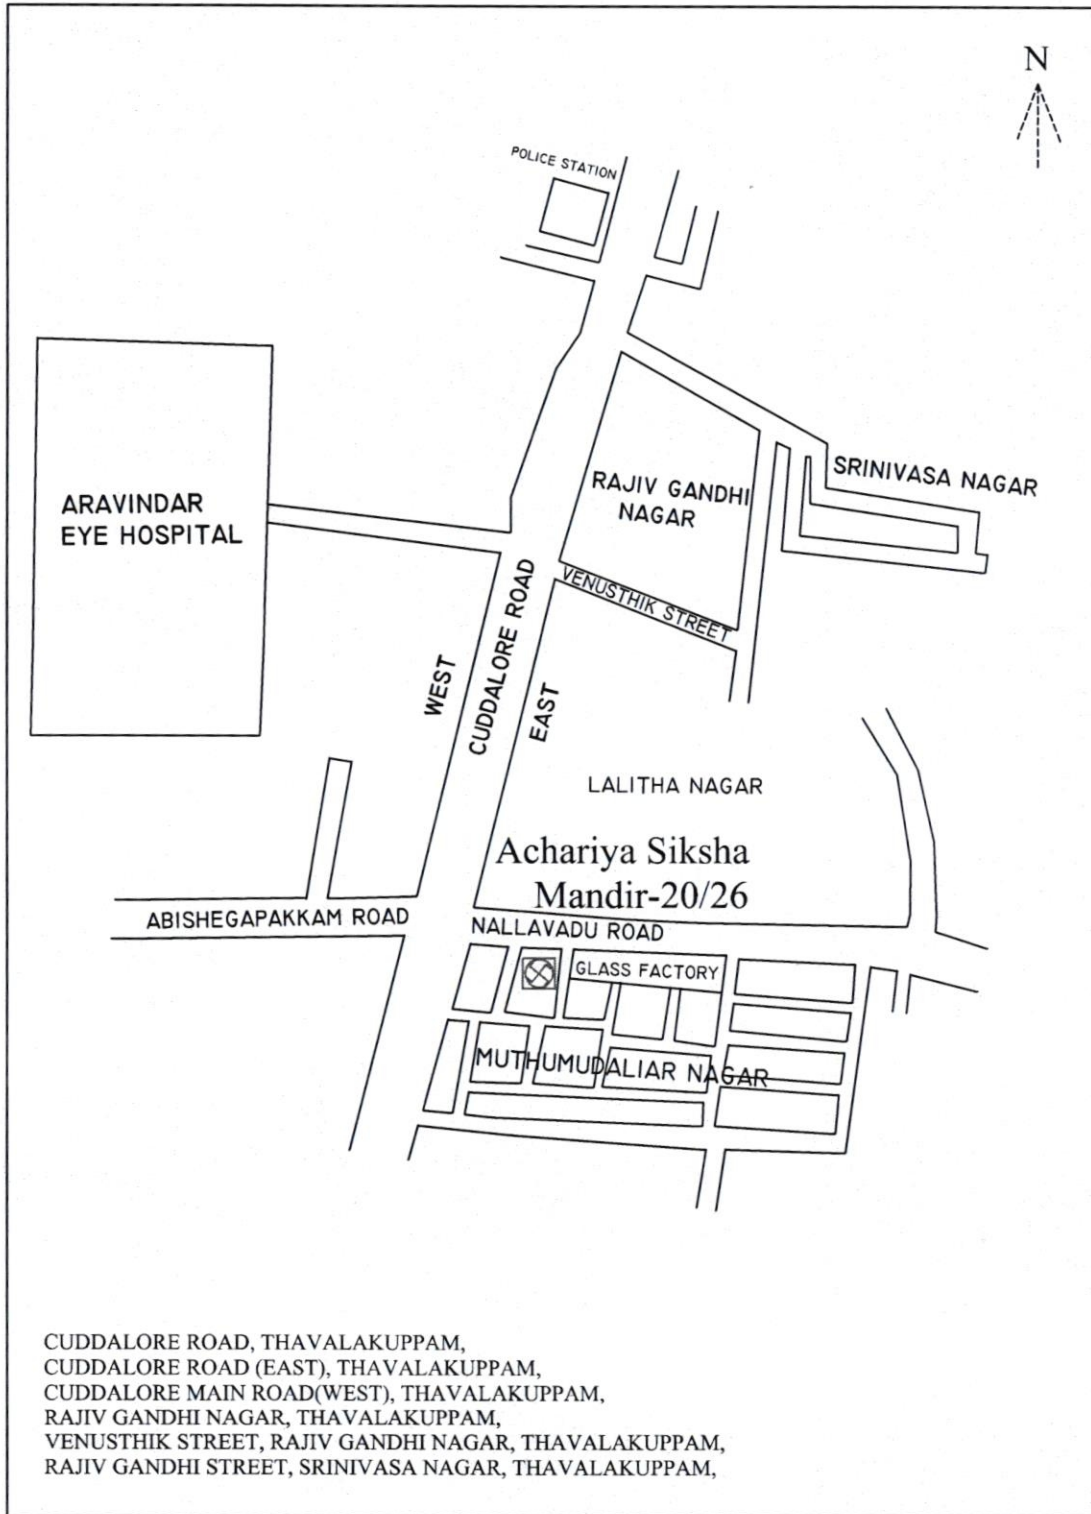 N
POLICE STATION
SRINIVASA NAGAR
RAJIV GANDHI
NAGAR
ARAVINDAR
EYE HOSPITAL
VENUSTHIK STREET
WEST
CUDDALORE ROAD
EAST
LALITHA NAGAR
Achariya Siksha
Mandir-20/26
ABISHEGAPAKKAM ROAD
NALLAVADU ROAD
GLASS FACTORY
MUTHUMUDALIAR NAGAR
CUDDALORE ROAD, THAVALAKUPPAM,
CUDDALORE ROAD (EAST), THAVALAKUPPAM,
CUDDALORE MAIN ROAD(WEST), THAVALAKUPPAM,
RAJIV GANDHI NAGAR, THAVALAKUPPAM,
VENUSTHIK STREET, RAJIV GANDHI NAGAR, THAVALAKUPPAM,
RAJIV GANDHI STREET, SRINIVASA NAGAR, THAVALAKUPPAM,